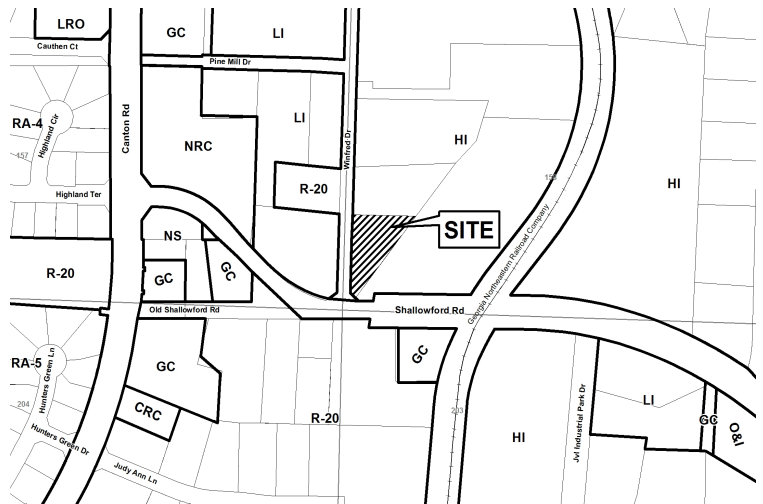 LRO
GC
LI
Cauthen Ct
Pine Mill Dr
RA-4
Highland Cir
157
Canton Rd
LI
Winfred Dr
HI
NRC
R-20
HI
158
Highland Ter
SITE
Georgia Northeastern Railroad Company
NS
R-20
GC
GC
Old Shallowford Rd
Shallowford Rd
RA-5
Hunters Green Ln
GC
GC
204
CRC
R-20
203
HI
Jvl Industrial Park Dr
LI
GC
O&I
Hunters Green Dr
Judy Ann Ln